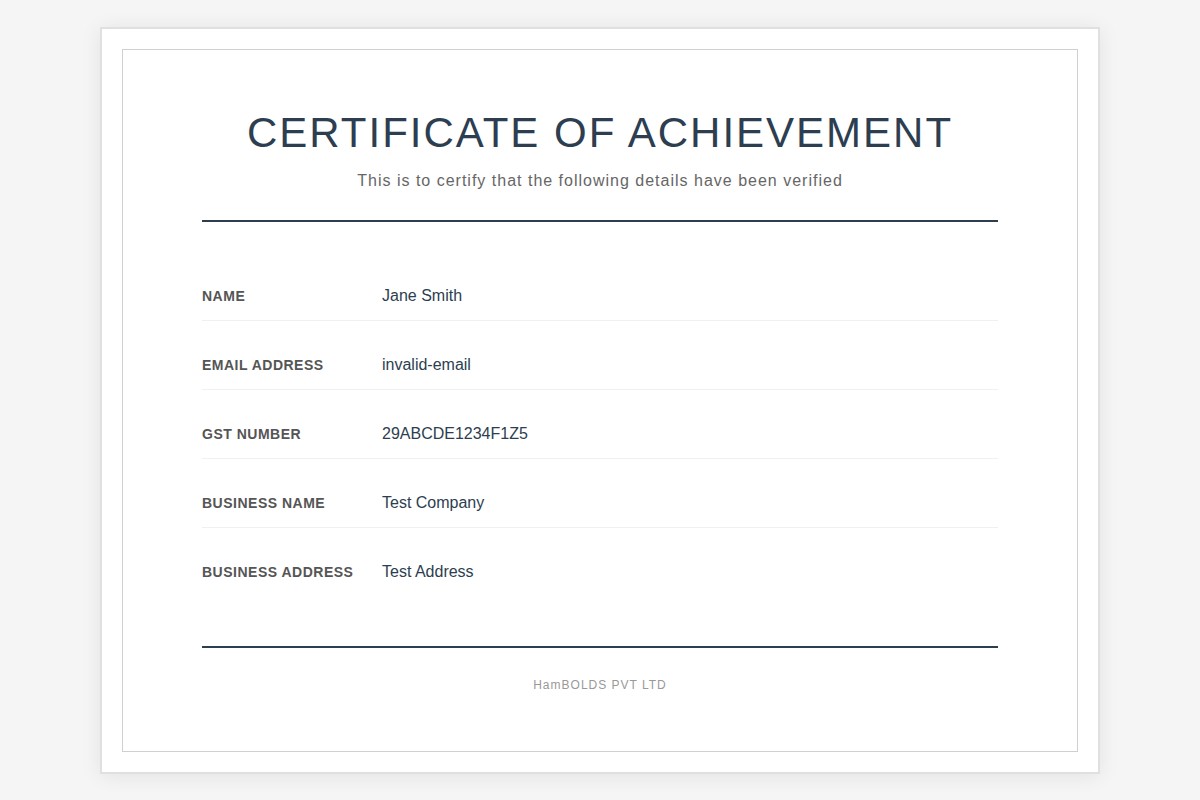 CERTIFICATE OF ACHIEVEMENT
This is to certify that the following details have been verified
NAME Jane Smith
EMAIL ADDRESS invalid-email
GST NUMBER 29ABCDE1234F1Z5
BUSINESS NAME Test Company
BUSINESS ADDRESS Test Address
HamBOLDS PVT LTD